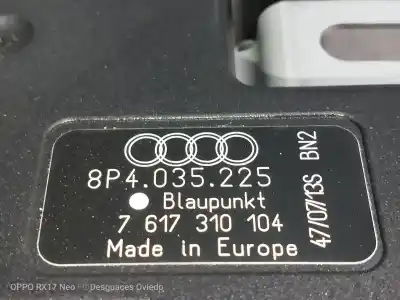 8P4.035.225
Blaupunkt
7 617 310 104
Made in Europe
47/07/13S BN2
OPPO RX17 Neo · © Desguaces Oviedo